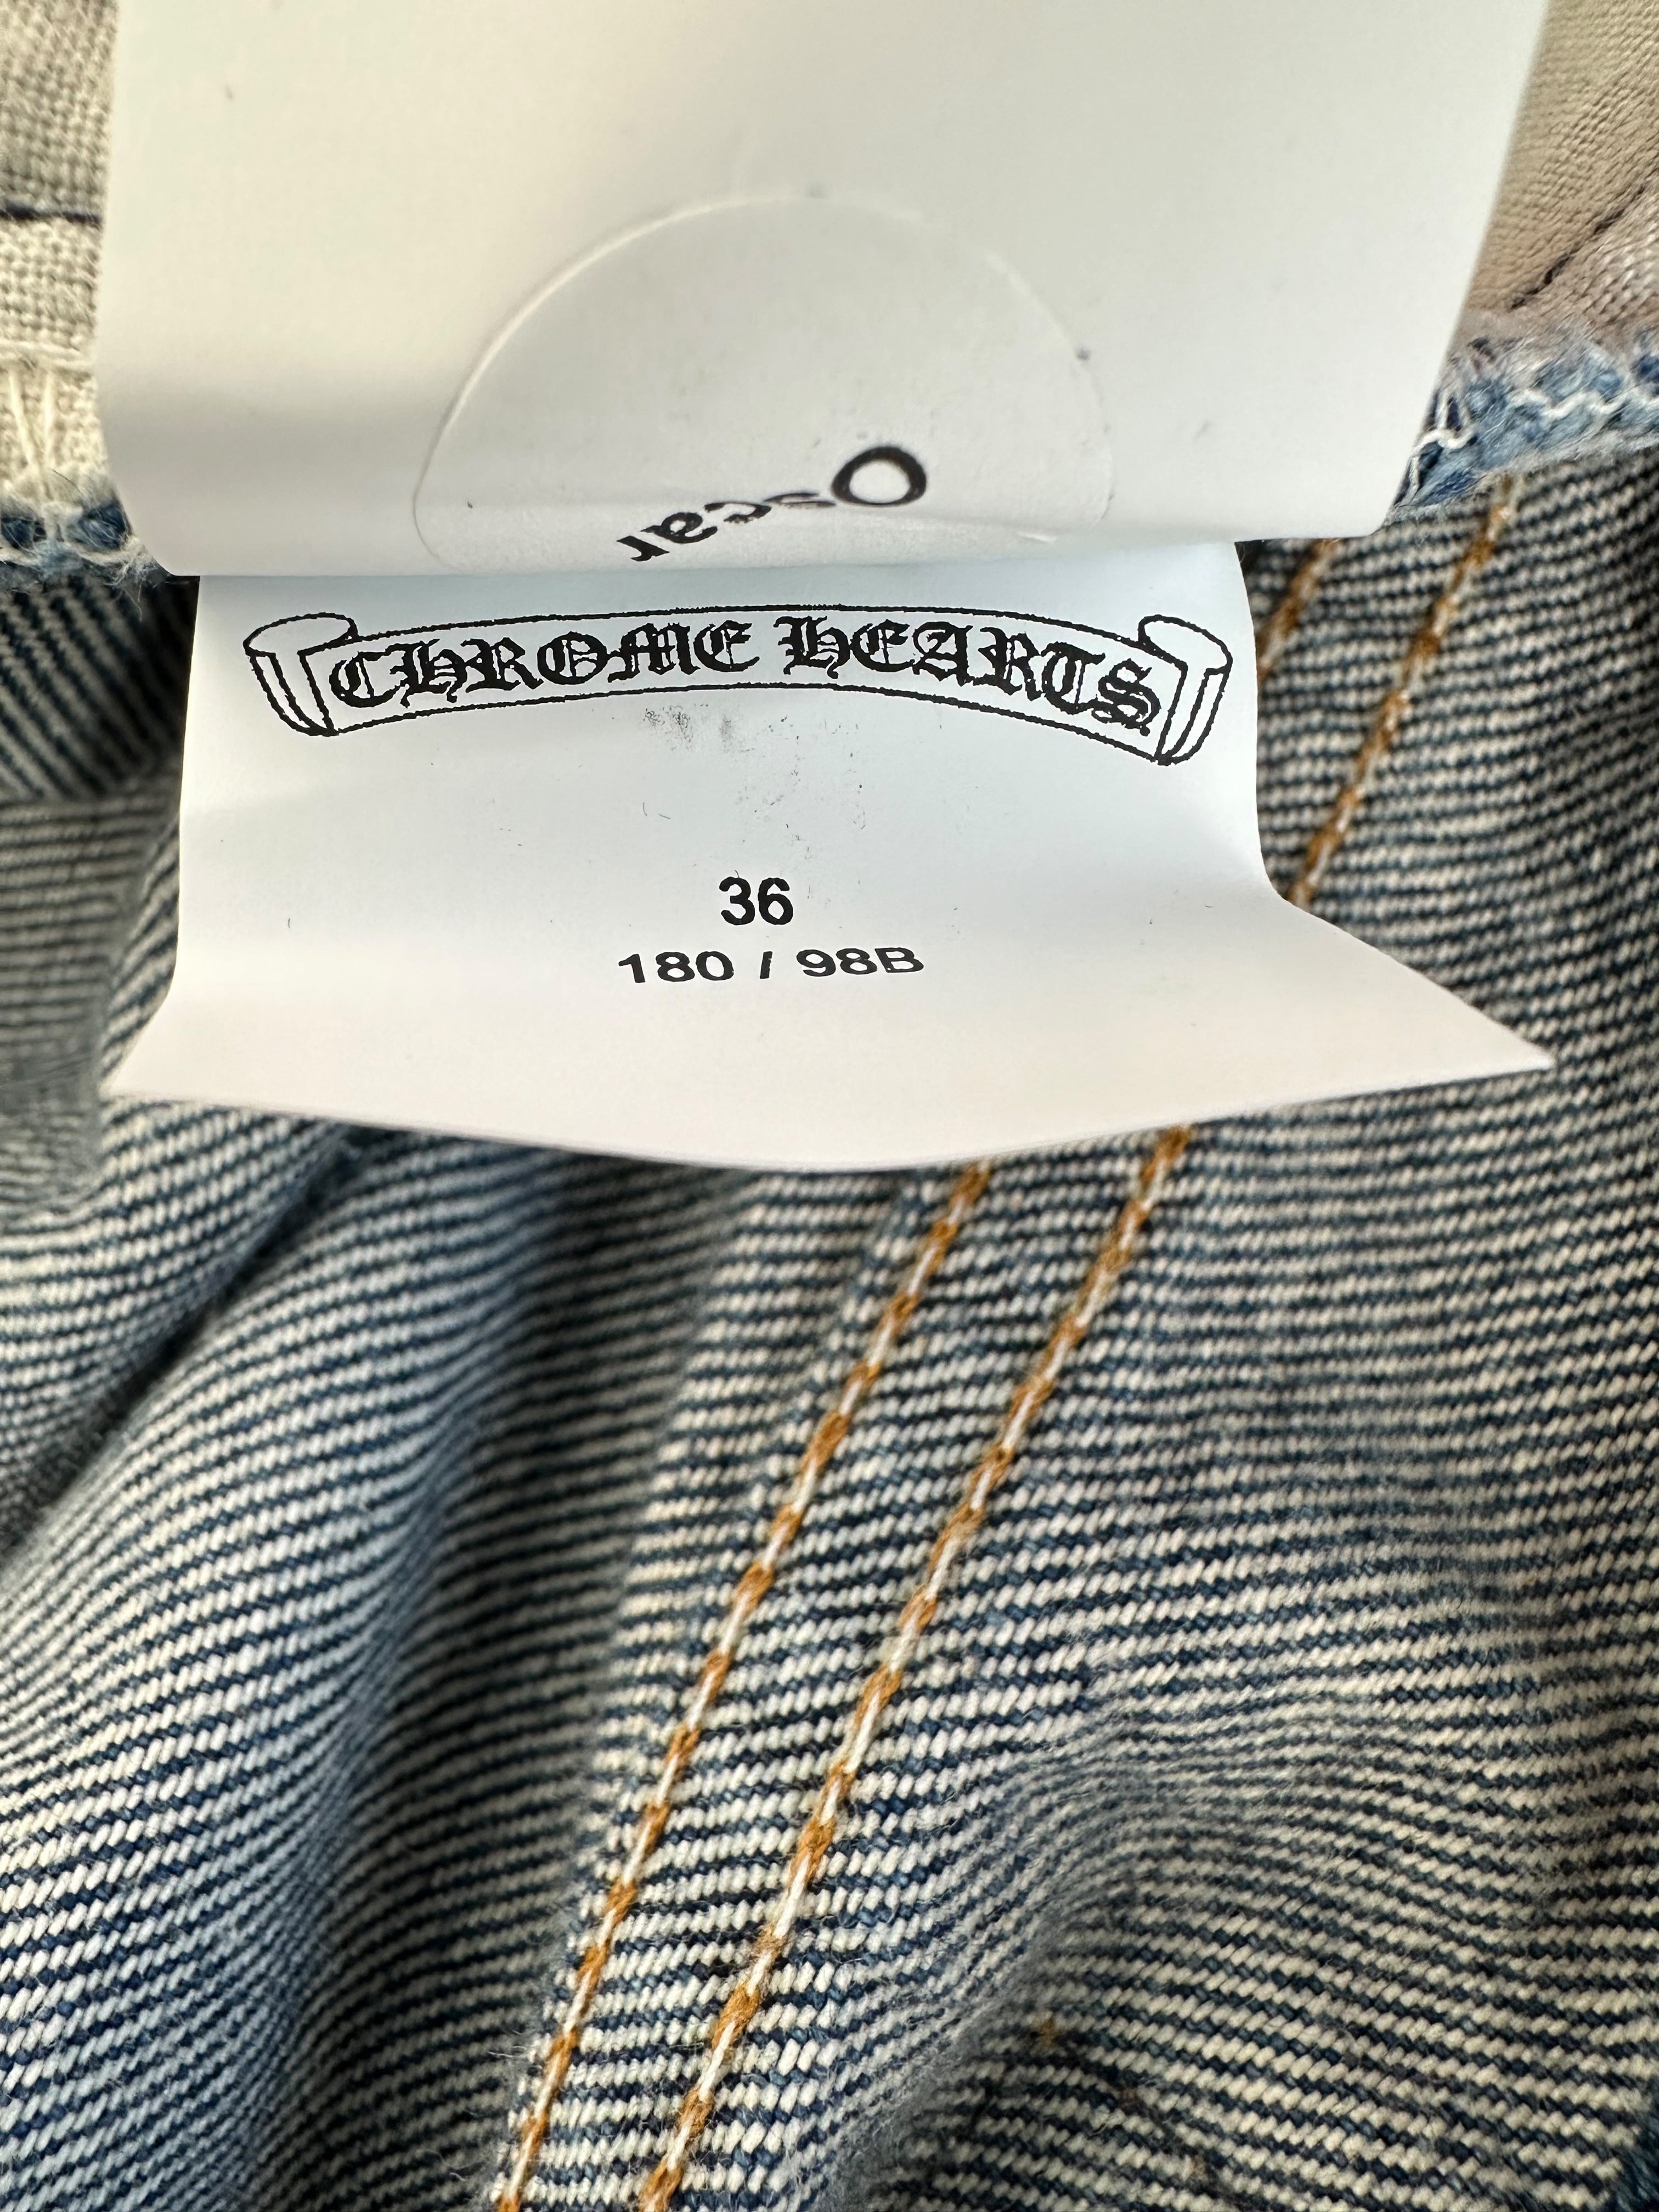 Oscar
CHROME HEARTS
36
180 / 98B